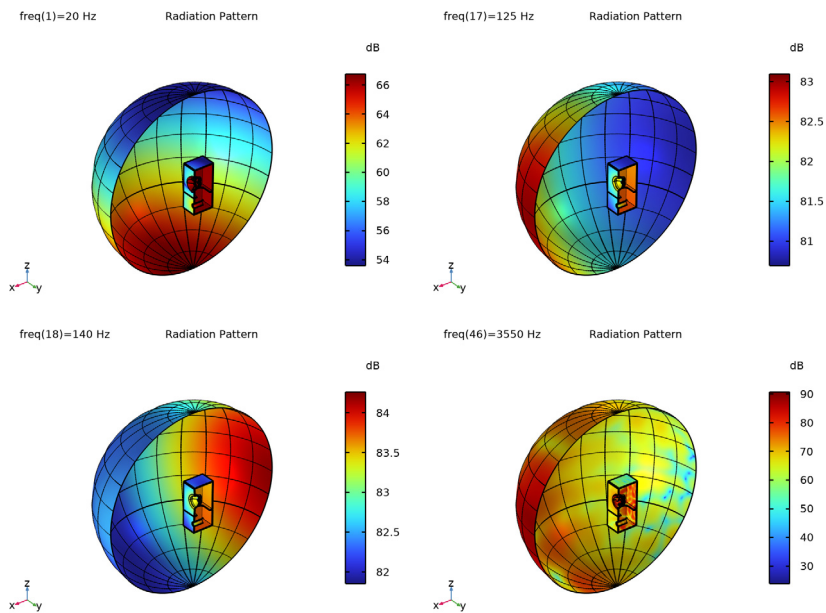 freq(1)=20 Hz Radiation Pattern
dB
66
64
62
60
58
56
54
z
x y
freq(17)=125 Hz Radiation Pattern
dB
83
82.5
82
81.5
81
z
x y
freq(18)=140 Hz Radiation Pattern
dB
84
83.5
83
82.5
82
z
x y
freq(46)=3550 Hz Radiation Pattern
dB
90
80
70
60
50
40
30
z
x y